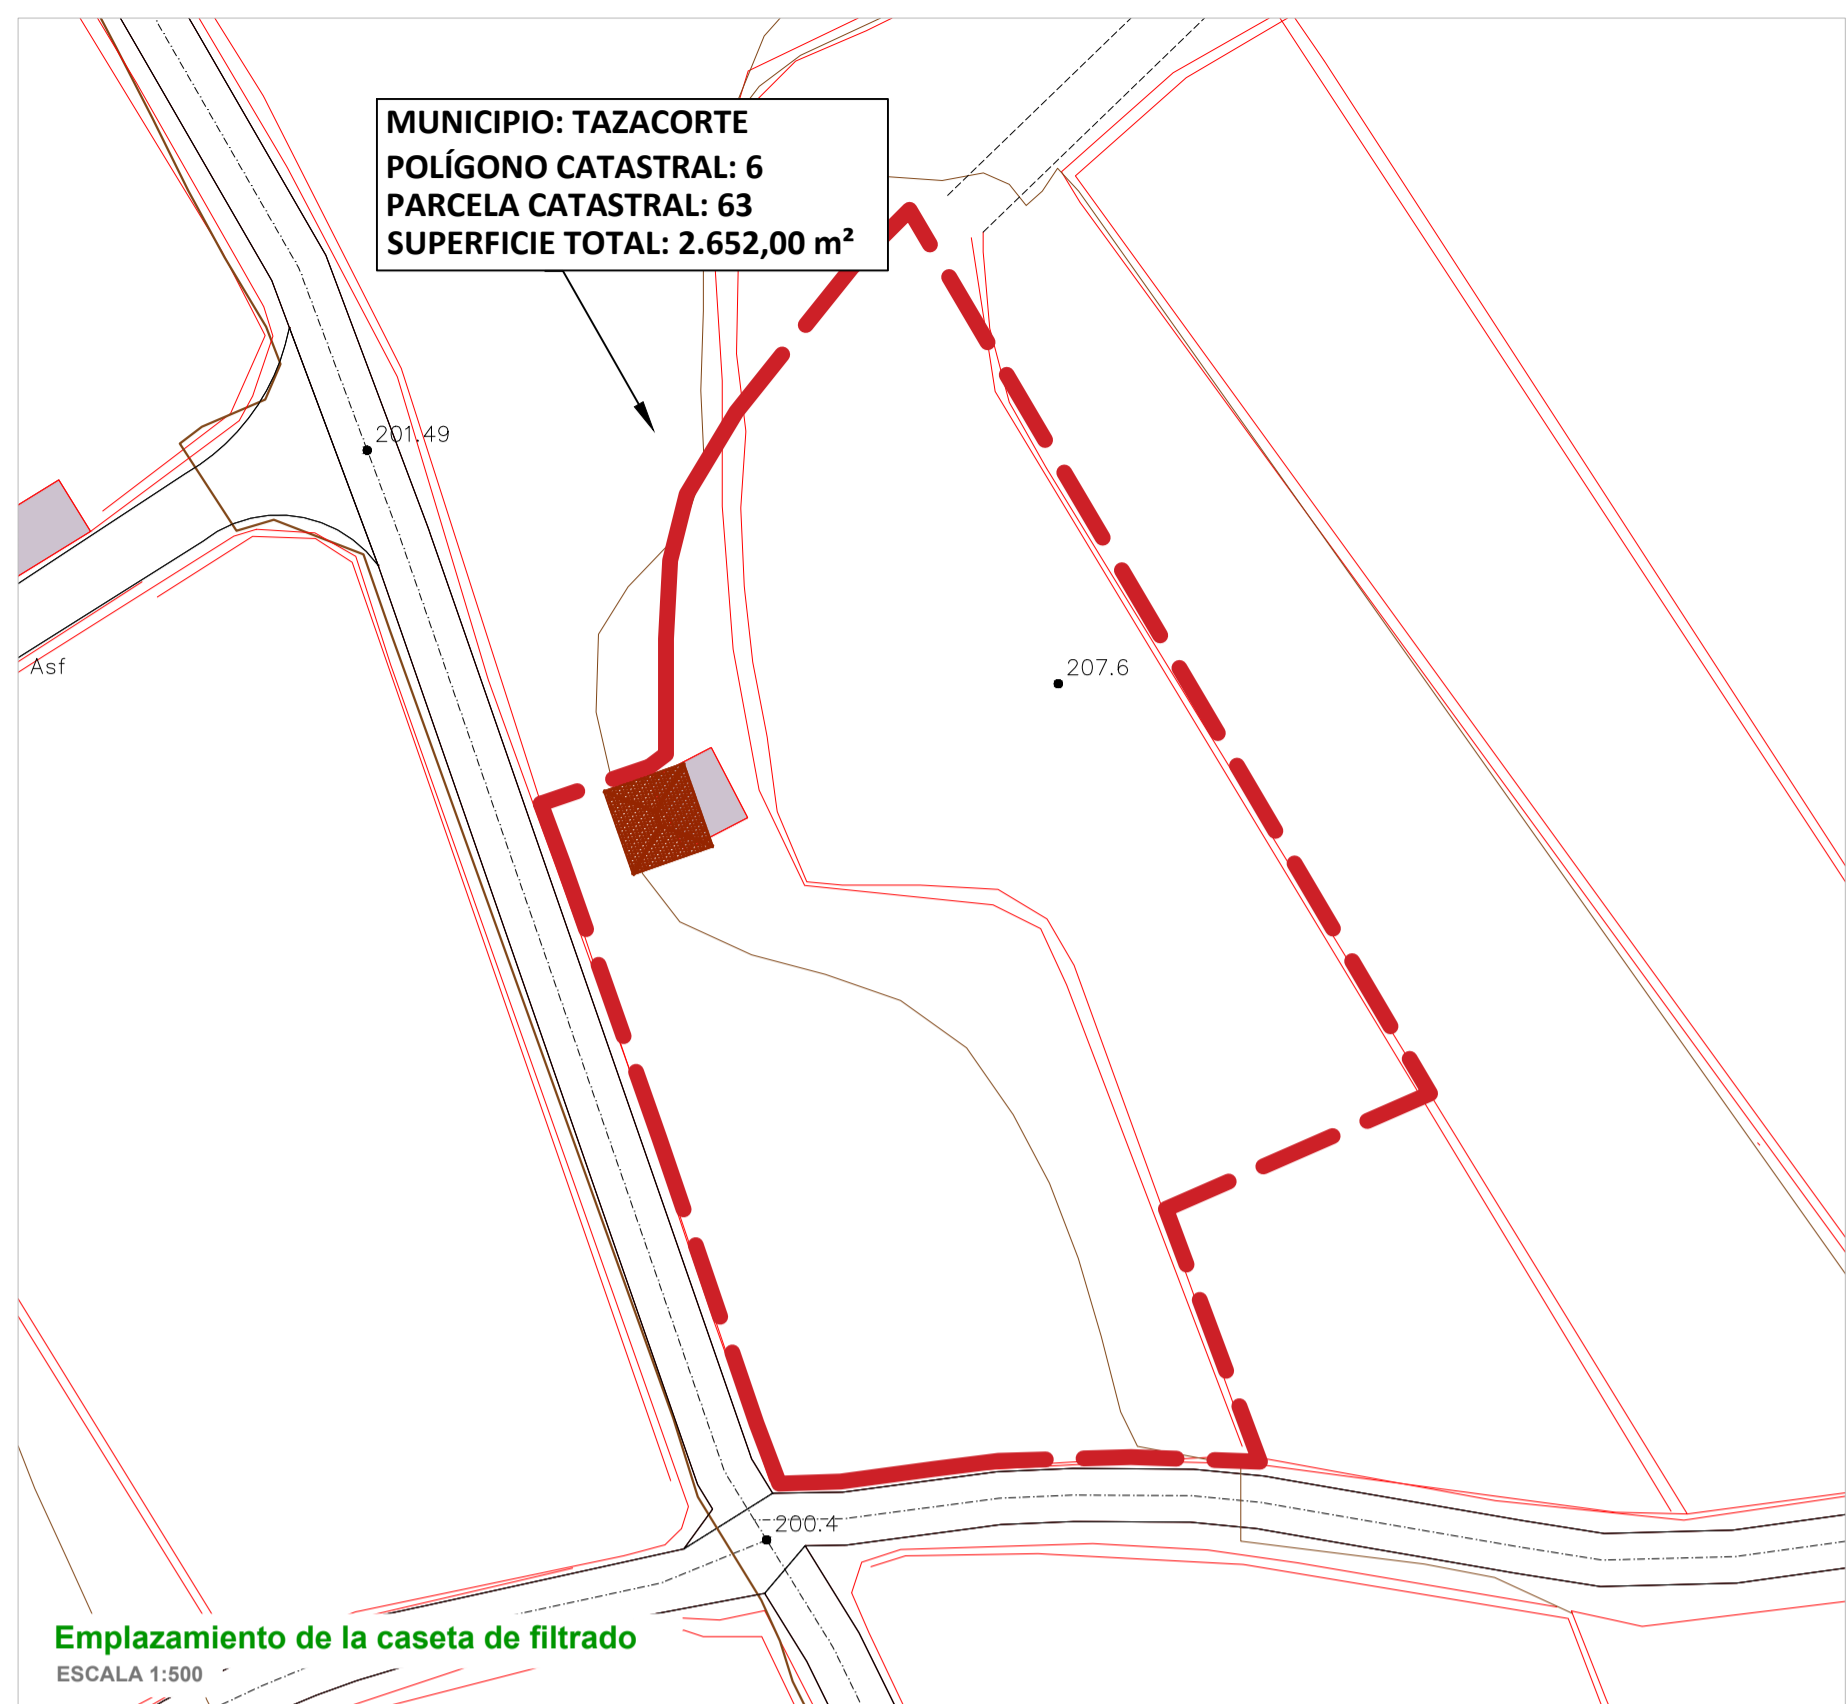 MUNICIPIO: TAZACORTE
POLÍGONO CATASTRAL: 6
PARCELA CATASTRAL: 63
SUPERFICIE TOTAL: 2.652,00 m²
201.49
Asf
207.6
200.4
Emplazamiento de la caseta de filtrado
ESCALA 1:500